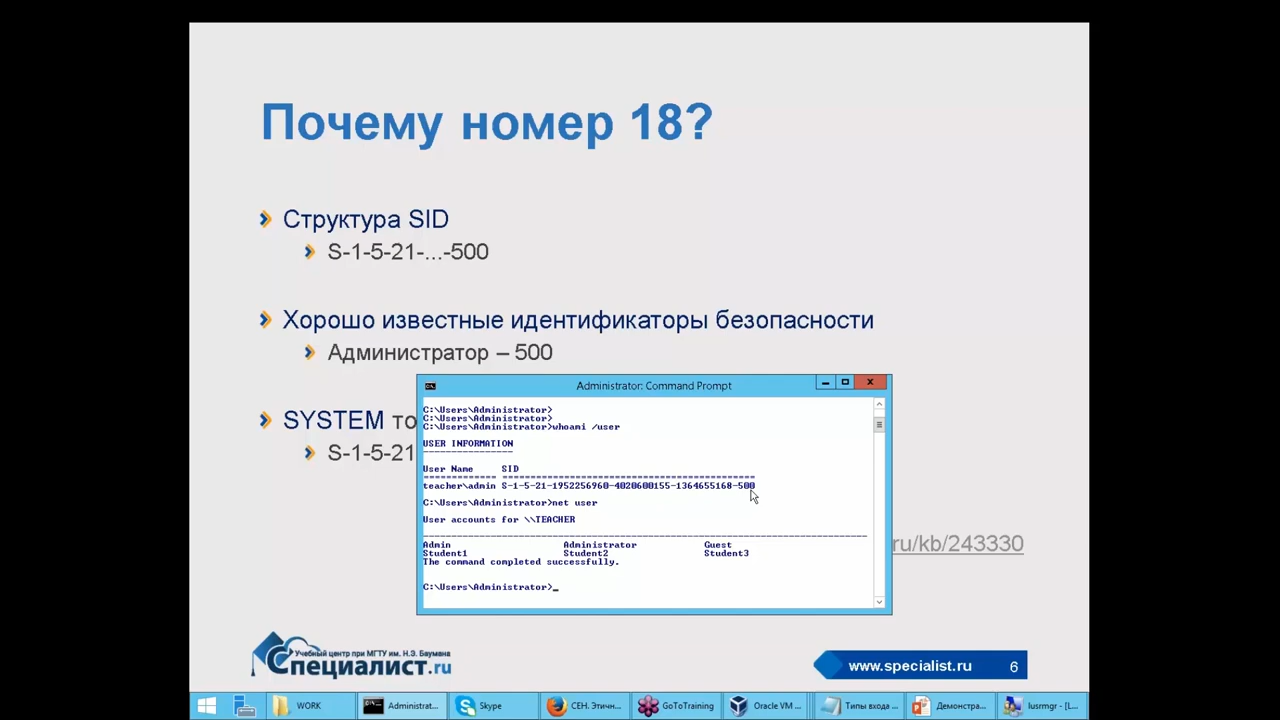 Почему номер 18?
Структура SID
S-1-5-21-...-500
Хорошо известные идентификаторы безопасности
Администратор – 500
SYSTEM то
S-1-5-21
ru/kb/243330
Administrator: Command Prompt
C:\Users\Administrator>
C:\Users\Administrator>
C:\Users\Administrator>whoami /user
USER INFORMATION
----------------
User Name SID
============= ==============================================
teacher\admin S-1-5-21-1952256960-4020600155-1364655168-500
C:\Users\Administrator>net user
User accounts for \\TEACHER
-------------------------------------------------------------------------------
Admin Administrator Guest
Student1 Student2 Student3
The command completed successfully.
C:\Users\Administrator>_
Учебный центр при МГТУ им. Н.Э. Баумана
Специалист.ru
www.specialist.ru 6
WORK Administrat... Skype CEH. Этичн... GoToTraining Oracle VM ... Типы входа ... Демонстра... lusrmgr - [L...